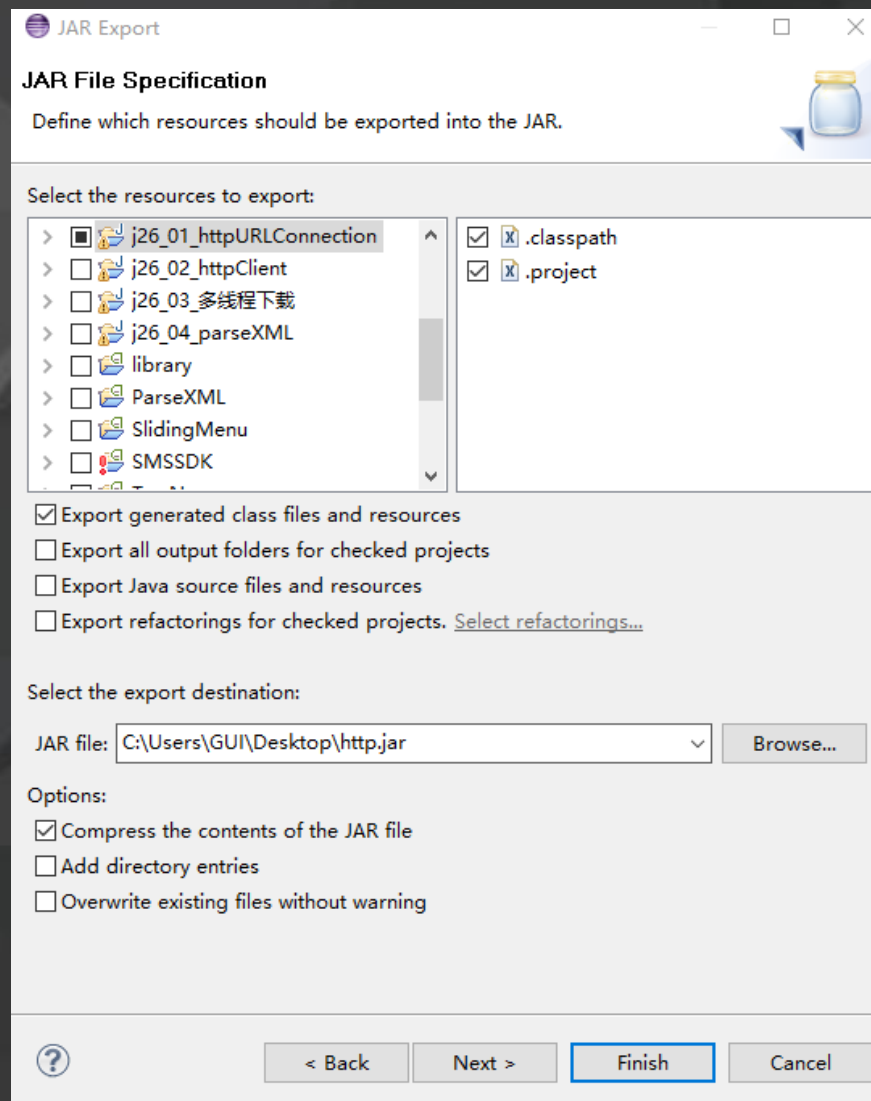 JAR Export
JAR File Specification
Define which resources should be exported into the JAR.
Select the resources to export:
j26_01_httpURLConnection
j26_02_httpClient
j26_03_多线程下载
j26_04_parseXML
library
ParseXML
SlidingMenu
SMSSDK
.classpath
.project
Export generated class files and resources
Export all output folders for checked projects
Export Java source files and resources
Export refactorings for checked projects. Select refactorings...
Select the export destination:
JAR file: C:\Users\GUI\Desktop\http.jar Browse...
Options:
Compress the contents of the JAR file
Add directory entries
Overwrite existing files without warning
? < Back Next > Finish Cancel